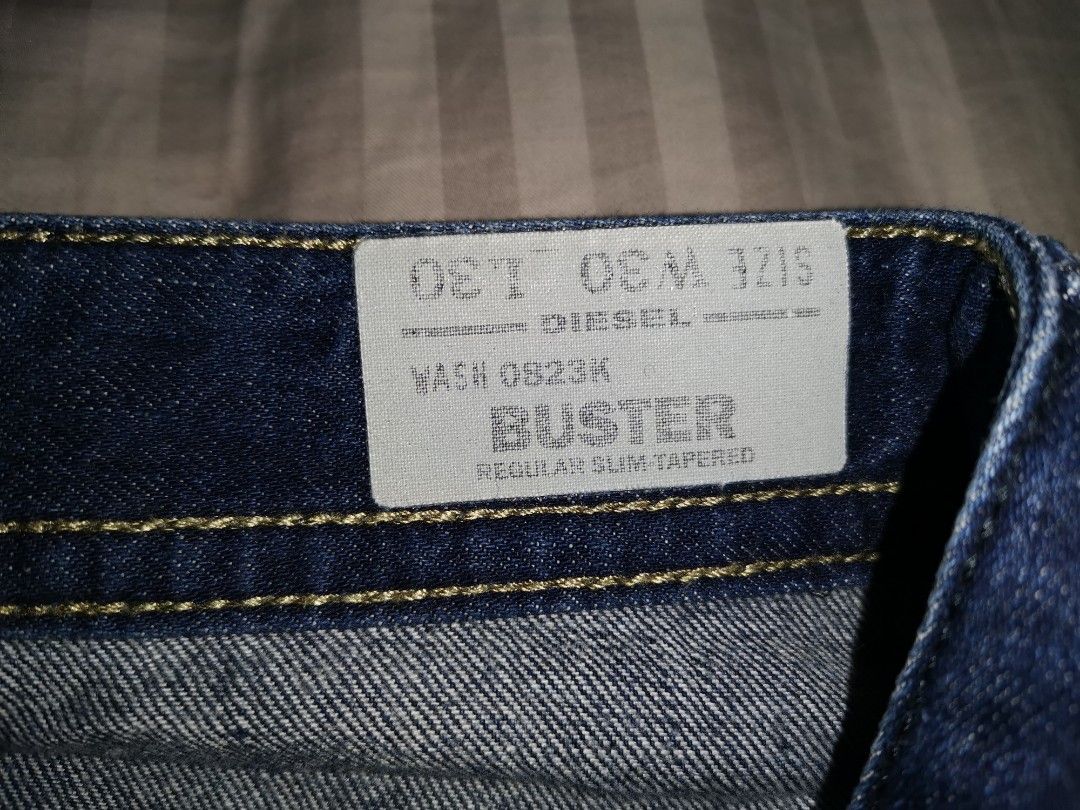 SIZE W30 L30
DIESEL
WASH 0823K
BUSTER
REGULAR SLIM-TAPERED